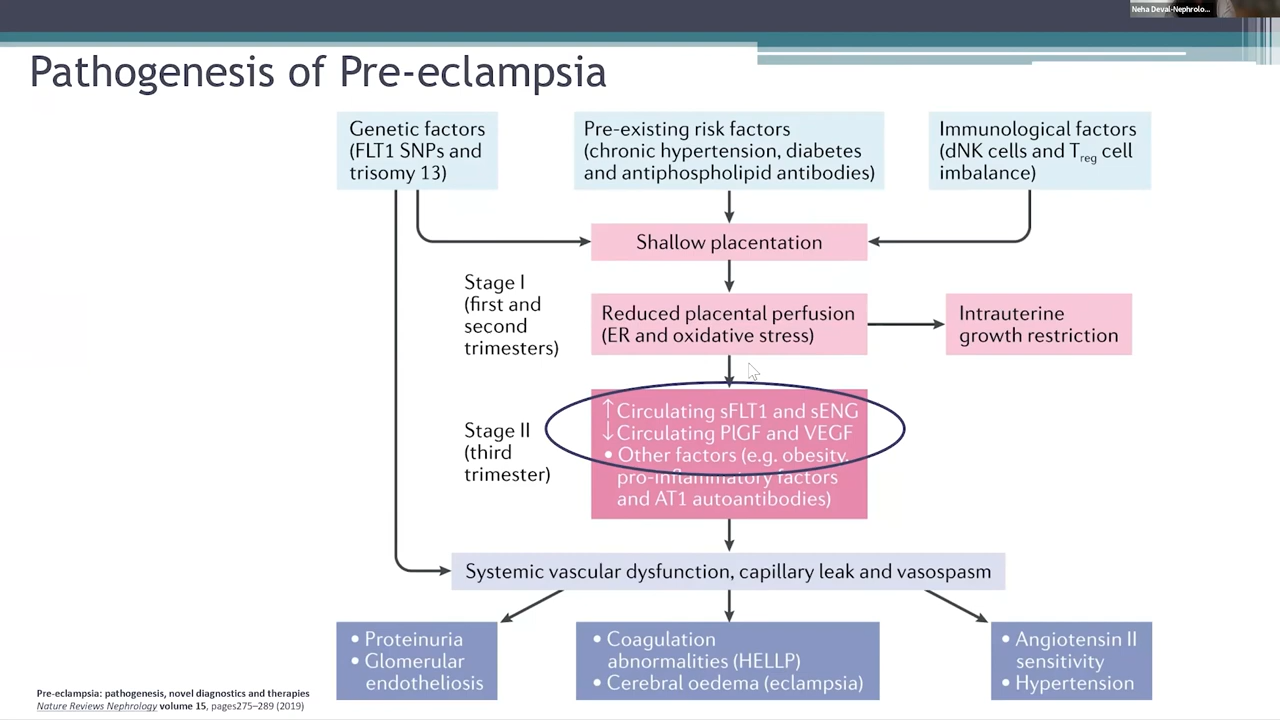 Neha Deval-Nephrolo...
Pathogenesis of Pre-eclampsia
Genetic factors
(FLT1 SNPs and
trisomy 13)
Pre-existing risk factors
(chronic hypertension, diabetes
and antiphospholipid antibodies)
Immunological factors
(dNK cells and Treg cell
imbalance)
Shallow placentation
Stage I
(first and
second
trimesters)
Reduced placental perfusion
(ER and oxidative stress)
Intrauterine
growth restriction
Stage II
(third
trimester)
↑ Circulating sFLT1 and sENG
↓ Circulating PlGF and VEGF
• Other factors (e.g. obesity,
pro-inflammatory factors
and AT1 autoantibodies)
Systemic vascular dysfunction, capillary leak and vasospasm
• Proteinuria
• Glomerular
endotheliosis
• Coagulation
abnormalities (HELLP)
• Cerebral oedema (eclampsia)
• Angiotensin II
sensitivity
• Hypertension
Pre-eclampsia: pathogenesis, novel diagnostics and therapies
Nature Reviews Nephrology volume 15, pages275–289 (2019)